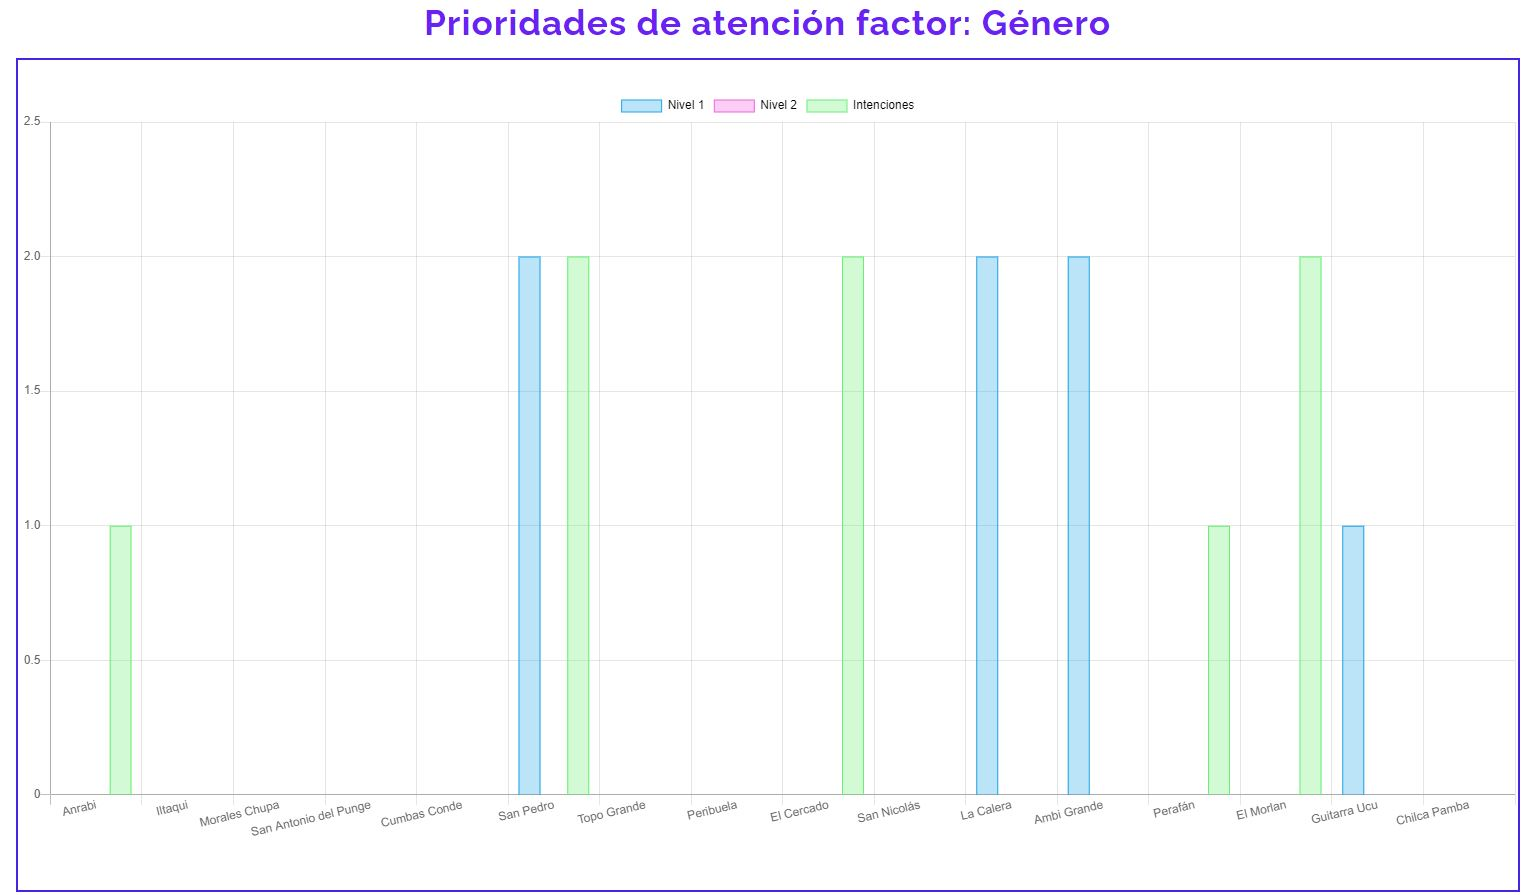 Prioridades de atención factor: Género
Nivel 1 Nivel 2 Intenciones
2.5
2.0
1.5
1.0
0.5
0
Anrabi Iltaqui Morales Chupa San Antonio del Punge Cumbas Conde San Pedro Topo Grande Peribuela El Cercado San Nicolás La Calera Ambi Grande Perafán El Morlan Guitarra Ucu Chilca Pamba